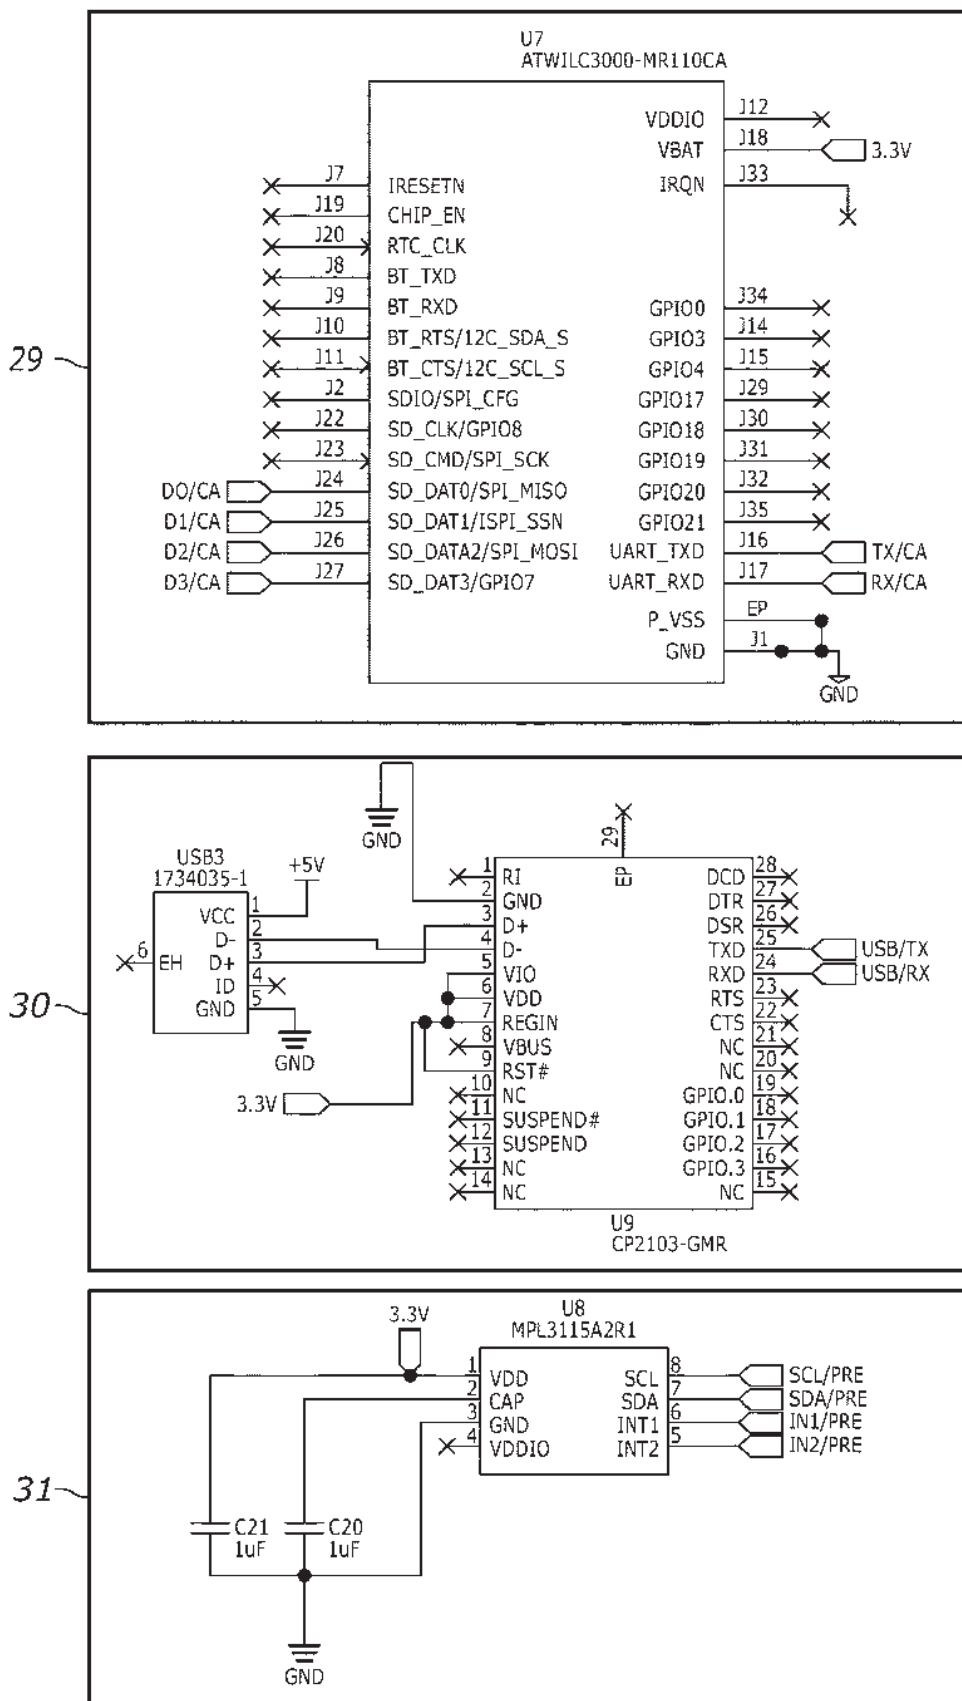 U7
ATWILC3000-MR110CA
J12
VDDIO
J18
VBAT
3.3V
J7
IRESETN
J33
IRQN
J19
CHIP_EN
J20
RTC_CLK
J8
BT_TXD
J9
BT_RXD
J34
GPIO0
J10
BT_RTS/12C_SDA_S
J14
GPIO3
29
J11
BT_CTS/12C_SCL_S
J15
GPIO4
J2
SDIO/SPI_CFG
J29
GPIO17
J22
SD_CLK/GPIO8
J30
GPIO18
J23
SD_CMD/SPI_SCK
J31
GPIO19
DO/CA
J24
SD_DAT0/SPI_MISO
J32
GPIO20
D1/CA
J25
SD_DAT1/ISPI_SSN
J35
GPIO21
D2/CA
J26
SD_DATA2/SPI_MOSI
J16
UART_TXD
TX/CA
D3/CA
J27
SD_DAT3/GPIO7
J17
UART_RXD
RX/CA
EP
P_VSS
J1
GND
GND
30
GND
USB3
1734035-1
+5V
VCC 1
D- 2
D+ 3
ID 4
GND 5
6 EH
GND
3.3V
29
EP
1 RI
2 GND
3 D+
4 D-
5 VIO
6 VDD
7 REGIN
8 VBUS
9 RST#
10 NC
11 SUSPEND#
12 SUSPEND
13 NC
14 NC
DCD 28
DTR 27
DSR 26
TXD 25 USB/TX
RXD 24 USB/RX
RTS 23
CTS 22
NC 21
NC 20
GPIO.0 19
GPIO.1 18
GPIO.2 17
GPIO.3 16
NC 15
U9
CP2103-GMR
31
3.3V
U8
MPL3115A2R1
1 VDD
2 CAP
3 GND
4 VDDIO
SCL 8 SCL/PRE
SDA 7 SDA/PRE
INT1 6 IN1/PRE
INT2 5 IN2/PRE
C21
1uF
C20
1uF
GND